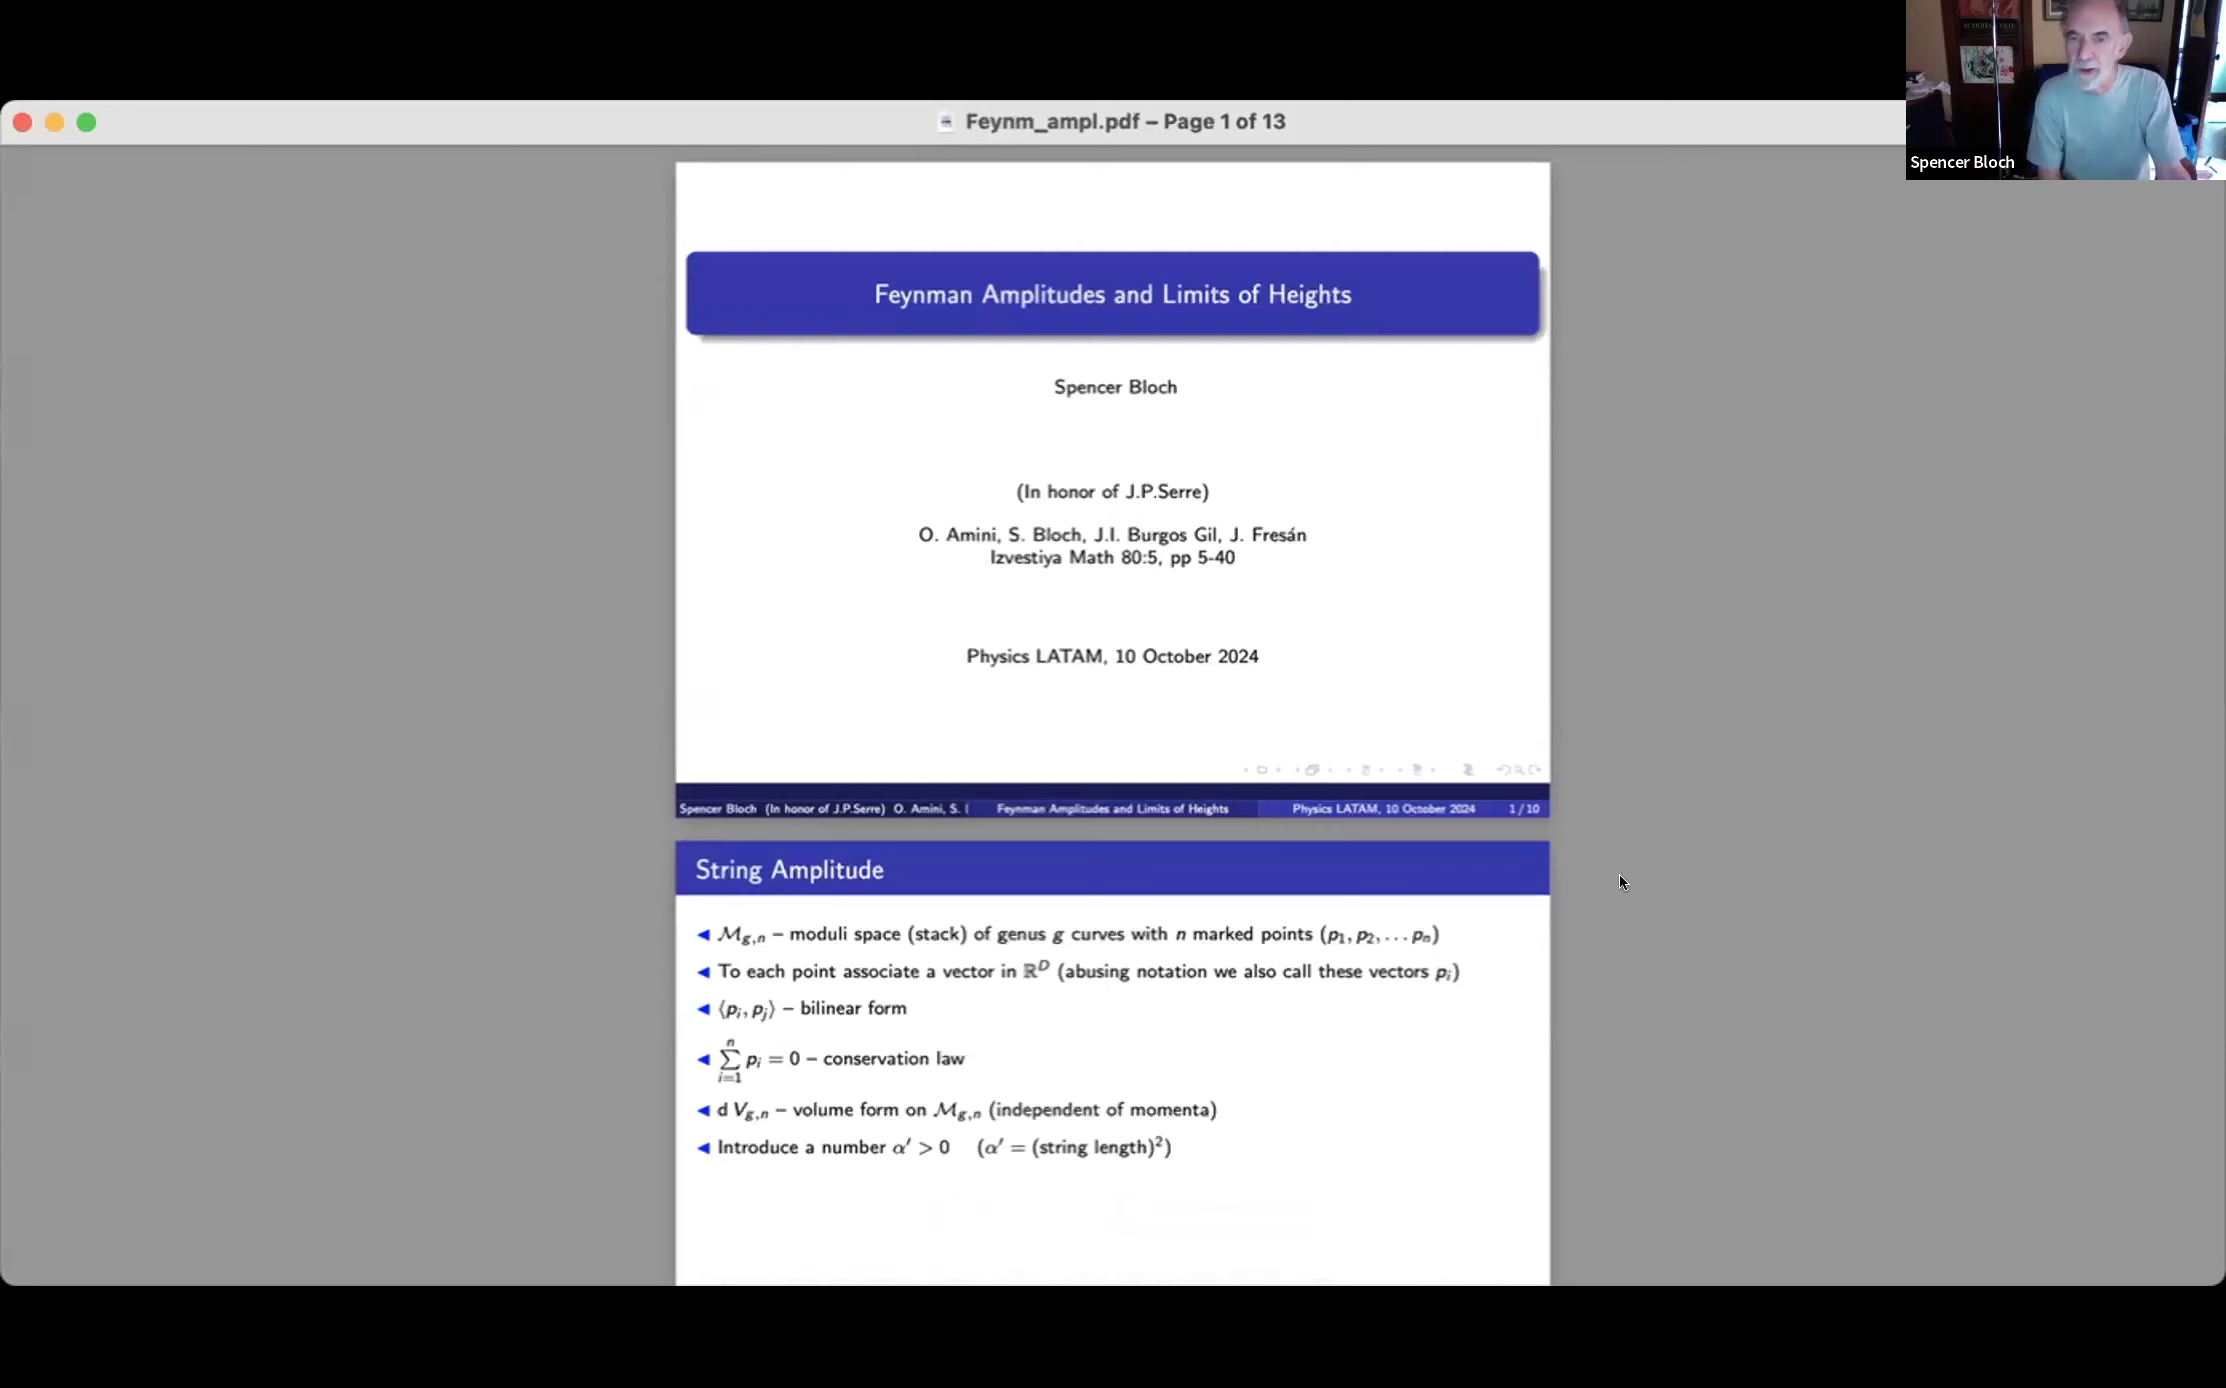 Feynm_ampl.pdf – Page 1 of 13
Spencer Bloch
Feynman Amplitudes and Limits of Heights
Spencer Bloch
(In honor of J.P.Serre)
O. Amini, S. Bloch, J.I. Burgos Gil, J. Fresán
Izvestiya Math 80:5, pp 5-40
Physics LATAM, 10 October 2024
Spencer Bloch (In honor of J.P.Serre) O. Amini, S. Feynman Amplitudes and Limits of Heights Physics LATAM, 10 October 2024 1 / 10
String Amplitude
◀ ℳ_{g,n} – moduli space (stack) of genus g curves with n marked points (p₁, p₂, … pₙ)
◀ To each point associate a vector in ℝᴰ (abusing notation we also call these vectors pᵢ)
◀ ⟨pᵢ, pⱼ⟩ – bilinear form
◀ ∑_{i=1}^{n} pᵢ = 0 – conservation law
◀ d V_{g,n} – volume form on ℳ_{g,n} (independent of momenta)
◀ Introduce a number α′ > 0 (α′ = (string length)²)